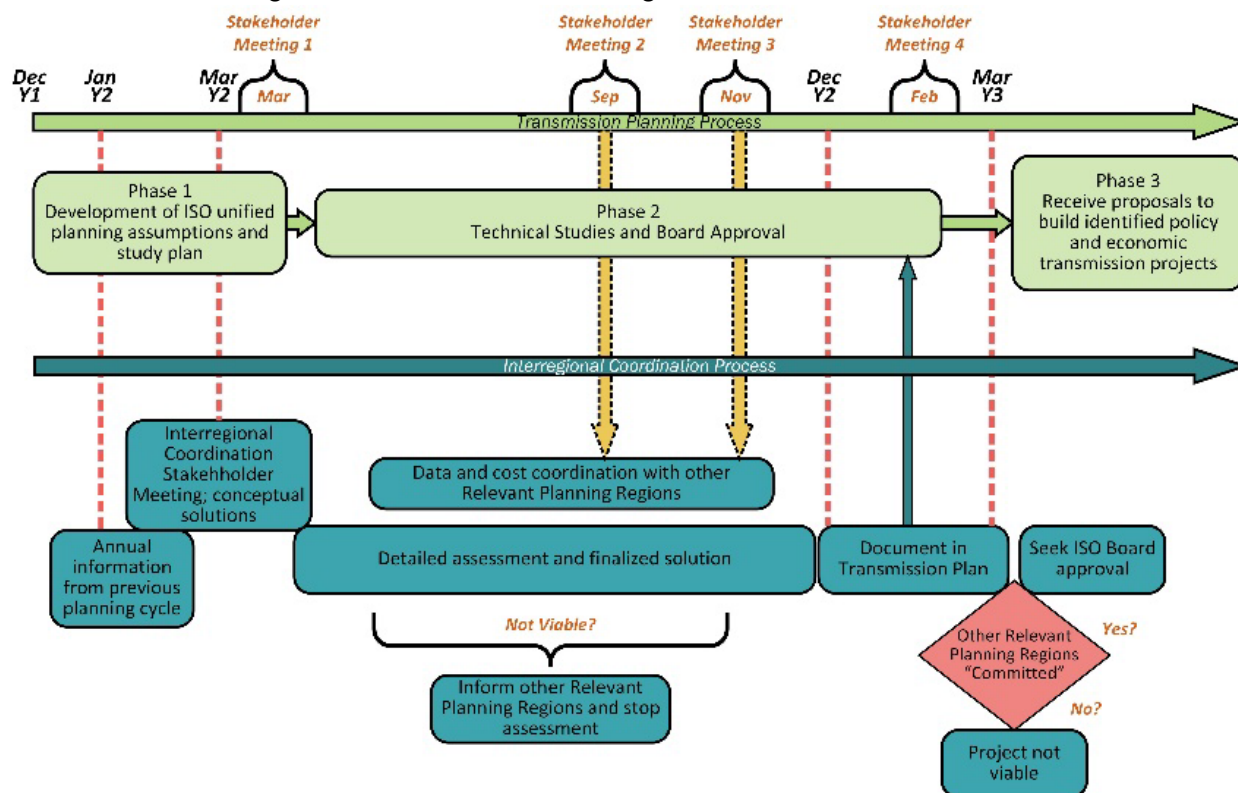 Stakeholder
Meeting 1
Stakeholder
Meeting 2
Stakeholder
Meeting 3
Stakeholder
Meeting 4
Dec
Y1
Jan
Y2
Mar
Y2
Mar
Sep
Nov
Dec
Y2
Feb
Mar
Y3
Transmission Planning Process
Phase 1
Development of ISO unified
planning assumptions and
study plan
Phase 2
Technical Studies and Board Approval
Phase 3
Receive proposals to
build identified policy
and economic
transmission projects
Interregional Coordination Process
Interregional
Coordination
Stakehholder
Meeting; conceptual
solutions
Data and cost coordination with other
Relevant Planning Regions
Annual
information
from previous
planning cycle
Detailed assessment and finalized solution
Document in
Transmission Plan
Seek ISO Board
approval
Not Viable?
Inform other Relevant
Planning Regions and stop
assessment
Other Relevant
Planning Regions
“Committed”
Yes?
No?
Project not
viable